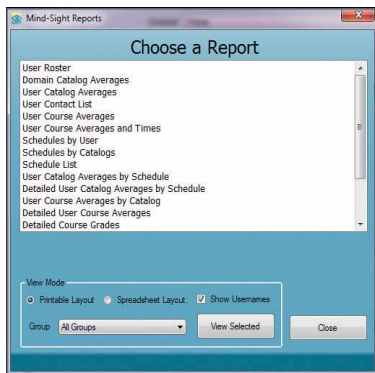 Mind-Sight Reports
Choose a Report
User Roster
Domain Catalog Averages
User Catalog Averages
User Contact List
User Course Averages
User Course Averages and Times
Schedules by User
Schedules by Catalogs
Schedule List
User Catalog Averages by Schedule
Detailed User Catalog Averages by Schedule
User Course Averages by Catalog
Detailed User Course Averages
Detailed Course Grades
View Mode
Printable Layout Spreadsheet Layout. Show Usernames
Group All Groups View Selected Close